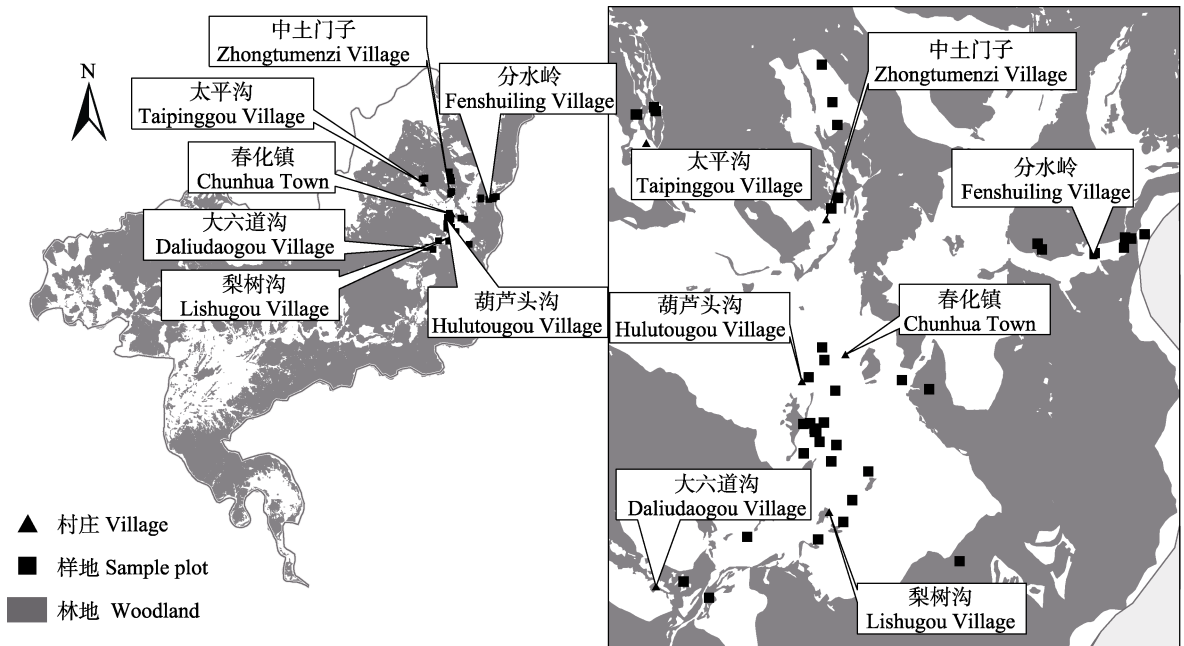 中土门子
Zhongtumenzi Village
N
太平沟
Taipinggou Village
分水岭
Fenshuiling Village
春化镇
Chunhua Town
大六道沟
Daliudaogou Village
梨树沟
Lishugou Village
葫芦头沟
Hulutougou Village
村庄 Village
样地 Sample plot
林地 Woodland
中土门子
Zhongtumenzi Village
太平沟
Taipinggou Village
分水岭
Fenshuiling Village
葫芦头沟
Hulutougou Village
春化镇
Chunhua Town
大六道沟
Daliudaogou Village
梨树沟
Lishugou Village